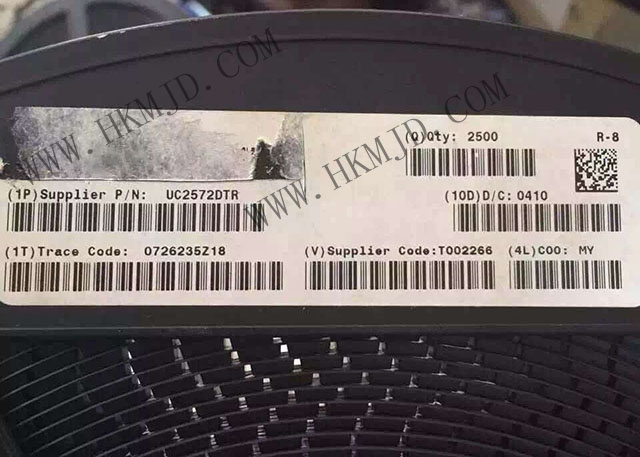 (Q)Qty: 2500
R-8
(1P)Supplier P/N: UC2572DTR
(10D)D/C: 0410
(1T)Trace Code: 0726235Z18
(V)Supplier Code:T002266
(4L)COO: MY
WWW.HKMJD.COM
WWW.HKMJD.COM